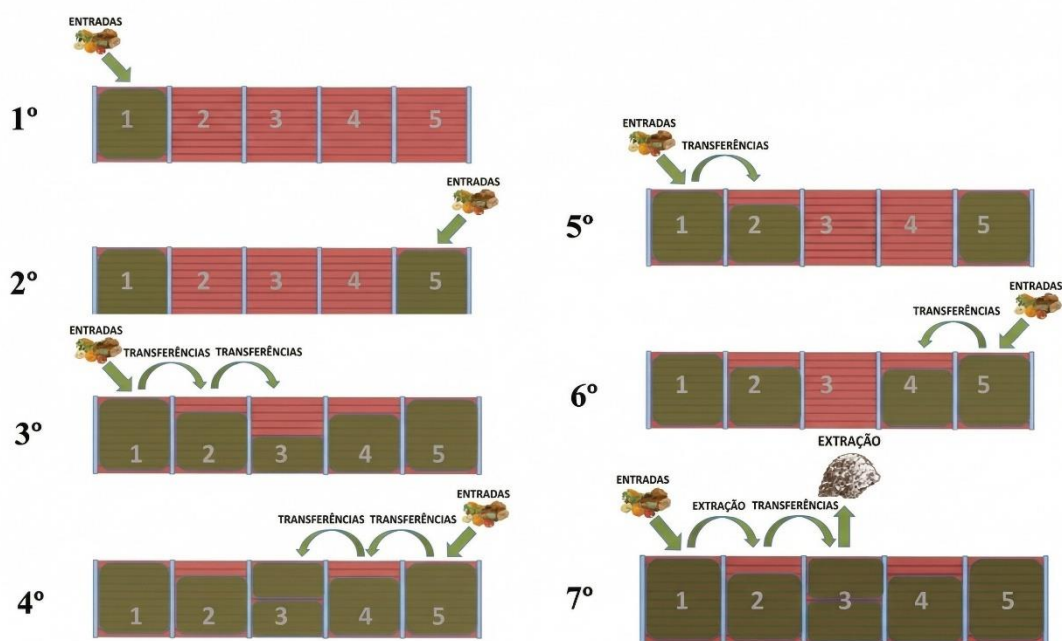 ENTRADAS
1º
1 2 3 4 5
ENTRADAS
2º
1 2 3 4 5
ENTRADAS
TRANSFERÊNCIAS TRANSFERÊNCIAS
3º
1 2 3 4 5
ENTRADAS
TRANSFERÊNCIAS TRANSFERÊNCIAS
4º
1 2 3 4 5
ENTRADAS
TRANSFERÊNCIAS
5º
1 2 3 4 5
ENTRADAS
TRANSFERÊNCIAS
6º
1 2 3 4 5
EXTRAÇÃO
ENTRADAS
EXTRAÇÃO TRANSFERÊNCIAS
7º
1 2 3 4 5